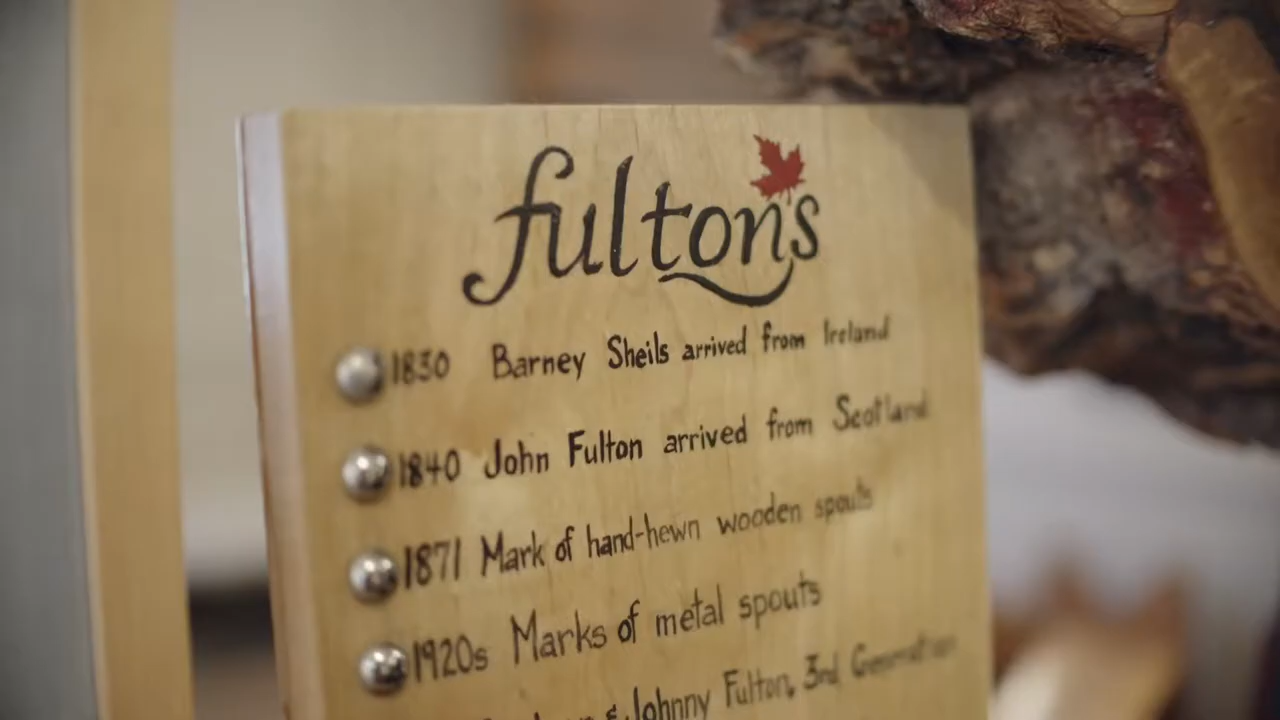 fultons
1830 Barney Sheils arrived from Ireland
1840 John Fulton arrived from Scotland
1871 Mark of hand-hewn wooden spouts
1920s Marks of metal spouts
& Johnny Fulton, 3rd Generation